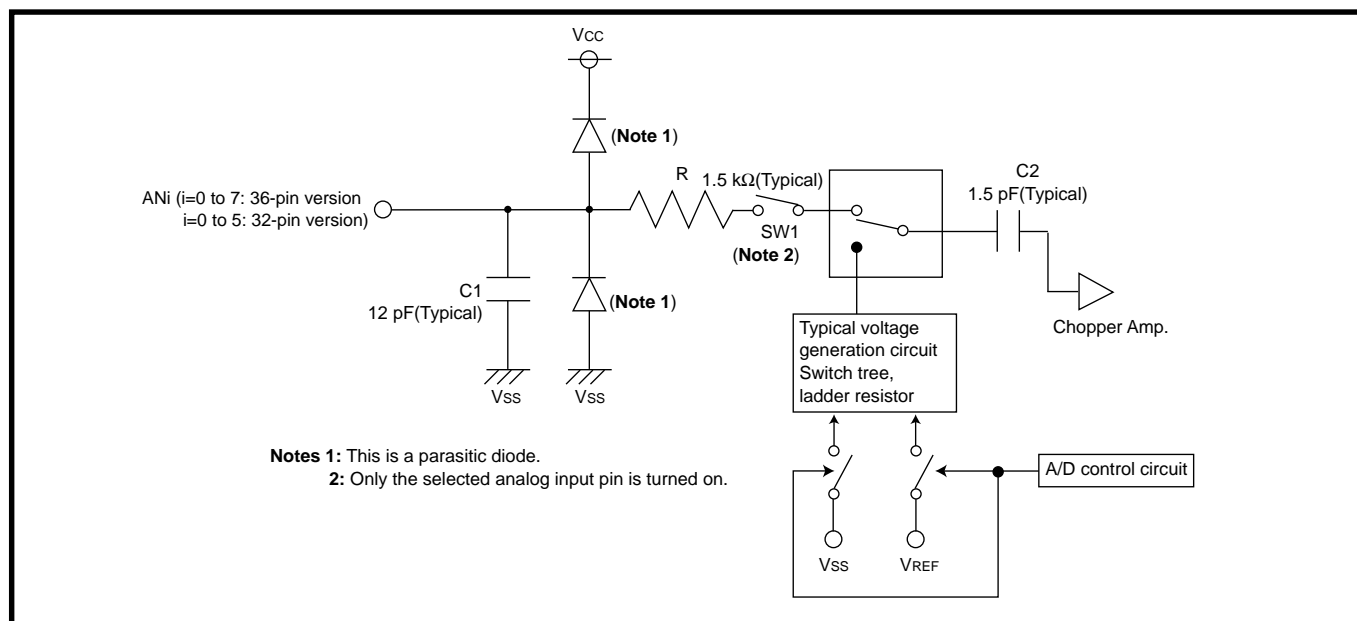 VCC
(Note 1)
ANi (i=0 to 7: 36-pin version
i=0 to 5: 32-pin version)
R
1.5 kΩ(Typical)
SW1
(Note 2)
C2
1.5 pF(Typical)
C1
12 pF(Typical)
(Note 1)
Chopper Amp.
VSS
VSS
Typical voltage
generation circuit
Switch tree,
ladder resistor
Notes 1: This is a parasitic diode.
2: Only the selected analog input pin is turned on.
A/D control circuit
VSS
VREF